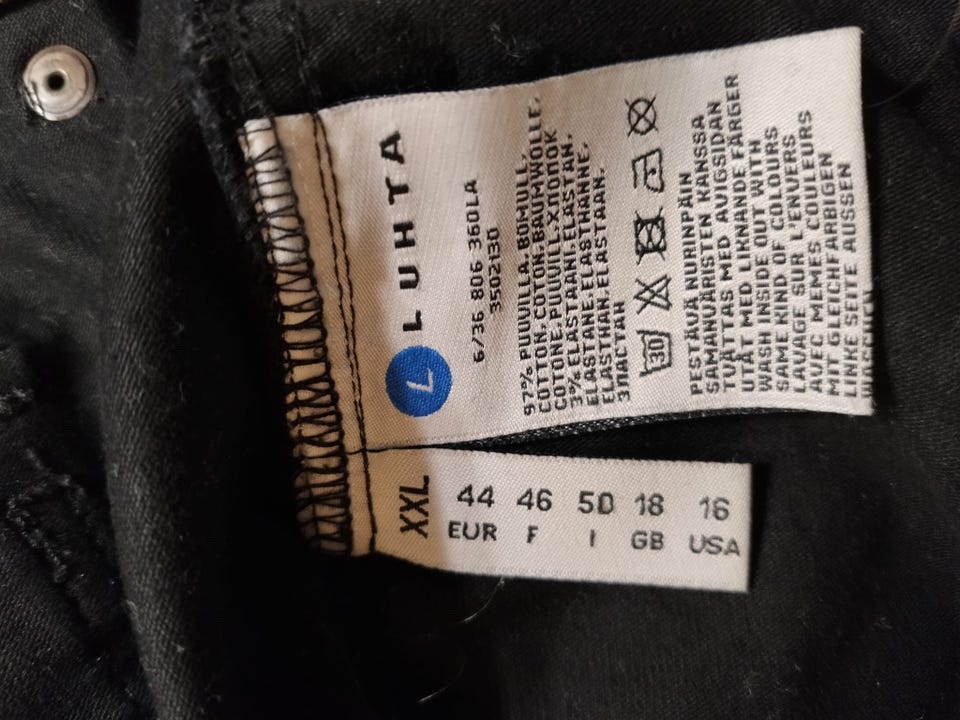 L
LUHTA
6/36 806 360LA
3502130
97% PUUVILLA.BOMULL.
COTTON.COTON.BAUMWOLLE.
COTONE.PUUVILL.ХЛОПОК
3% ELASTAANI.ELASTAN.
ELASTANE.ELASTHANNE.
ELASTHAN.ELASTAAN.
ЭЛАСТАН
30
PESTÄVÄ NURINPÄIN
SAMANVÄRISTEN KANSSA
TVÄTTAS MED AVIGSIDAN
UTÅT MED LIKNANDE FÄRGER
WASH INSIDE OUT WITH
SAME KIND OF COLOURS
LAVAGE SUR L'ENVERS
AVEC MEMES COULEURS
MIT GLEICHFARBIGEN
LINKE SEITE AUSSEN
XXL
44 46 50 18 16
EUR F I GB USA